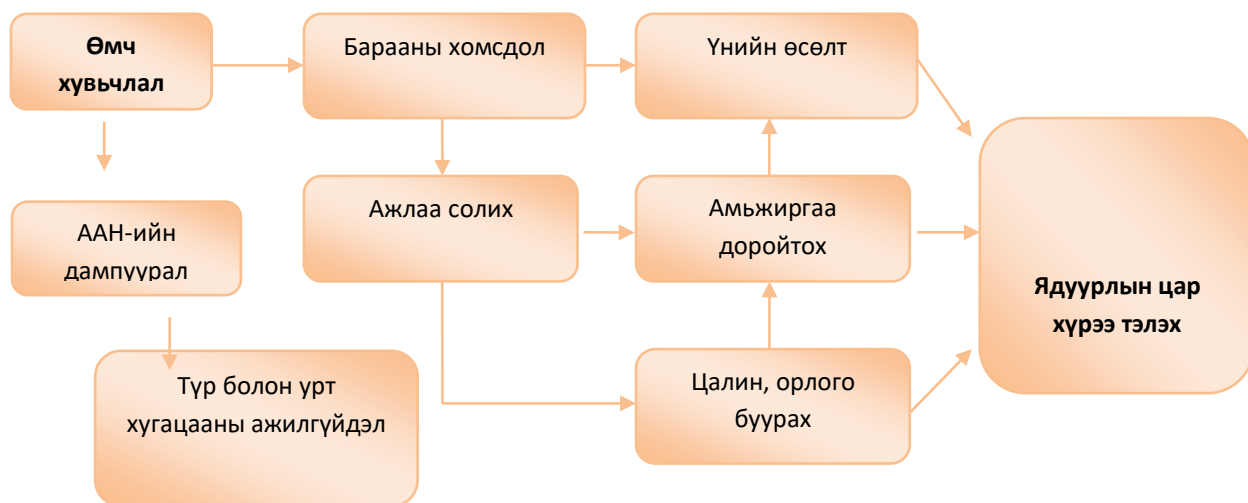 Өмч
хувьчлал
Барааны хомсдол
Үнийн өсөлт
ААН-ийн
дампуурал
Ажлаа солих
Амьжиргаа
доройтох
Ядуурлын цар
хүрээ тэлэх
Түр болон урт
хугацааны ажилгүйдэл
Цалин, орлого
буурах